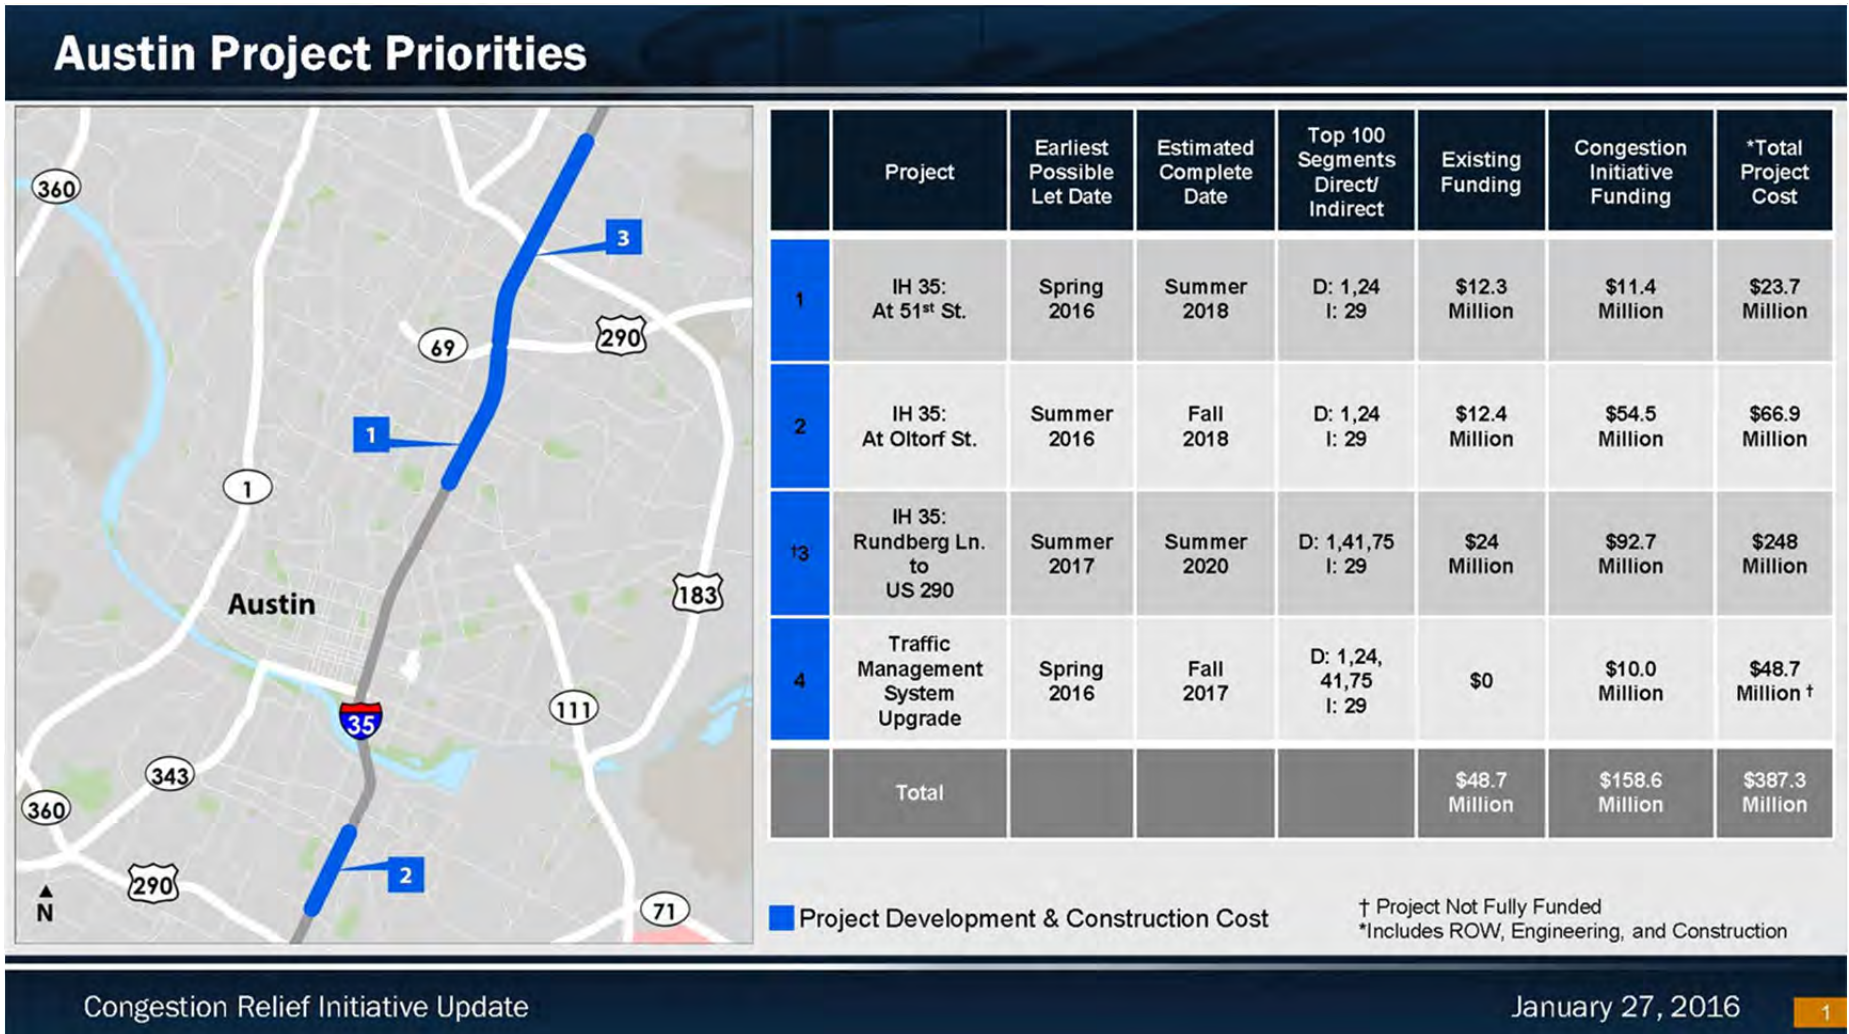 Austin Project Priorities
360
3
69
290
1
1
Austin
183
35
111
343
360
2
290
N
71
Project
Earliest
Possible
Let Date
Estimated
Complete
Date
Top 100
Segments
Direct/
Indirect
Existing
Funding
Congestion
Initiative
Funding
*Total
Project
Cost
1
IH 35:
At 51st St.
Spring
2016
Summer
2018
D: 1,24
I: 29
$12.3
Million
$11.4
Million
$23.7
Million
2
IH 35:
At Oltorf St.
Summer
2016
Fall
2018
D: 1,24
I: 29
$12.4
Million
$54.5
Million
$66.9
Million
†3
IH 35:
Rundberg Ln.
to
US 290
Summer
2017
Summer
2020
D: 1,41,75
I: 29
$24
Million
$92.7
Million
$248
Million
4
Traffic
Management
System
Upgrade
Spring
2016
Fall
2017
D: 1,24,
41,75
I: 29
$0
$10.0
Million
$48.7
Million †
Total
$48.7
Million
$158.6
Million
$387.3
Million
Project Development & Construction Cost
† Project Not Fully Funded
*Includes ROW, Engineering, and Construction
Congestion Relief Initiative Update
January 27, 2016
1